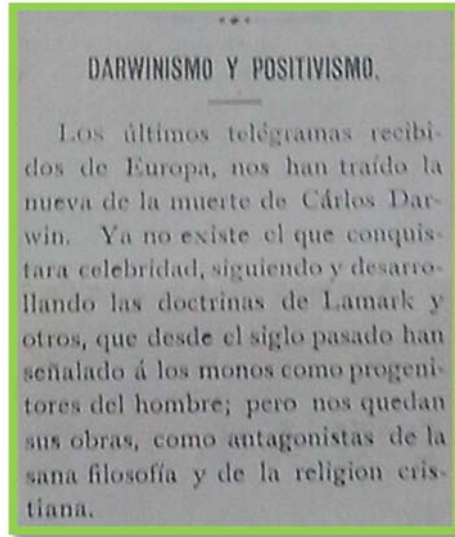 DARWINISMO Y POSITIVISMO.
Los últimos telégramas recibi-
dos de Europa, nos han traído la
nueva de la muerte de Cárlos Dar-
win. Ya no existe el que conquis-
tara celebridad, siguiendo y desarro-
llando las doctrinas de Lamark y
otros, que desde el siglo pasado han
señalado á los monos como progeni-
tores del hombre; pero nos quedan
sus obras, como antagonistas de la
sana filosofía y de la religion cris-
tiana.